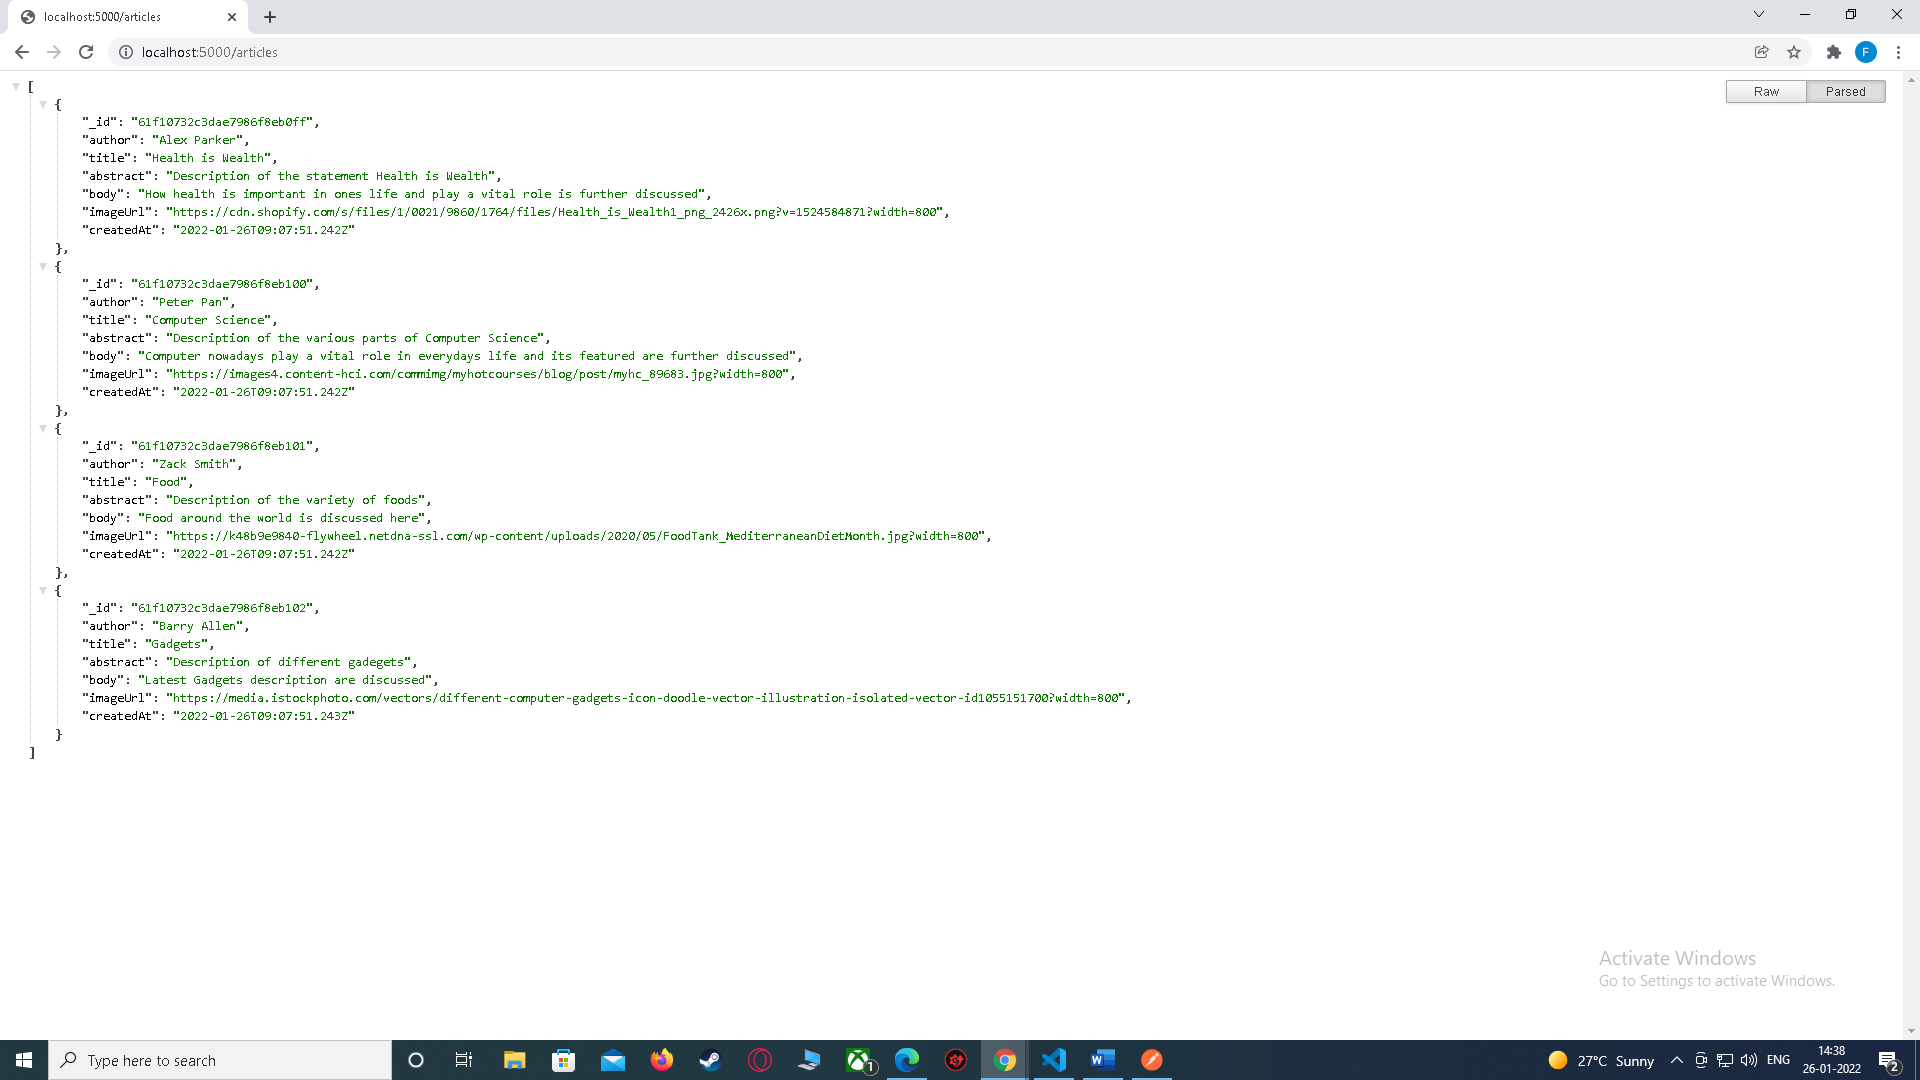 localhost:5000/articles
localhost:5000/articles
F
Raw Parsed
[
{
"_id": "61f10732c3dae7986f8eb0ff",
"author": "Alex Parker",
"title": "Health is Wealth",
"abstract": "Description of the statement Health is Wealth",
"body": "How health is important in ones life and play a vital role is further discussed",
"imageUrl": "https://cdn.shopify.com/s/files/1/0021/9860/1764/files/Health_is_Wealth1_png_2426x.png?v=1524584871?width=800",
"createdAt": "2022-01-26T09:07:51.242Z"
},
{
"_id": "61f10732c3dae7986f8eb100",
"author": "Peter Pan",
"title": "Computer Science",
"abstract": "Description of the various parts of Computer Science",
"body": "Computer nowadays play a vital role in everydays life and its featured are further discussed",
"imageUrl": "https://images4.content-hci.com/commimg/myhotcourses/blog/post/myhc_89683.jpg?width=800",
"createdAt": "2022-01-26T09:07:51.242Z"
},
{
"_id": "61f10732c3dae7986f8eb101",
"author": "Zack Smith",
"title": "Food",
"abstract": "Description of the variety of foods",
"body": "Food around the world is discussed here",
"imageUrl": "https://k48b9e9840-flywheel.netdna-ssl.com/wp-content/uploads/2020/05/FoodTank_MediterraneanDietMonth.jpg?width=800",
"createdAt": "2022-01-26T09:07:51.242Z"
},
{
"_id": "61f10732c3dae7986f8eb102",
"author": "Barry Allen",
"title": "Gadgets",
"abstract": "Description of different gadegets",
"body": "Latest Gadgets description are discussed",
"imageUrl": "https://media.istockphoto.com/vectors/different-computer-gadgets-icon-doodle-vector-illustration-isolated-vector-id1055151700?width=800",
"createdAt": "2022-01-26T09:07:51.243Z"
}
]
Activate Windows
Go to Settings to activate Windows.
Type here to search
1
27°C Sunny
ENG
14:38
26-01-2022
2